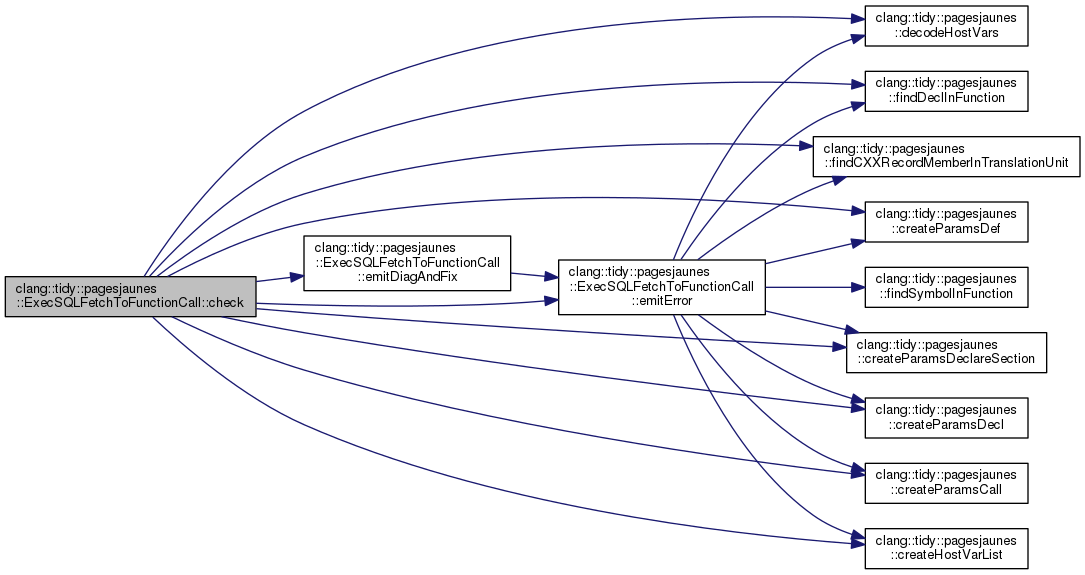 clang::tidy::pagesjaunes
::ExecSQLFetchToFunctionCall::check
clang::tidy::pagesjaunes
::ExecSQLFetchToFunctionCall
::emitDiagAndFix
clang::tidy::pagesjaunes
::ExecSQLFetchToFunctionCall
::emitError
clang::tidy::pagesjaunes
::decodeHostVars
clang::tidy::pagesjaunes
::findDeclInFunction
clang::tidy::pagesjaunes
::findCXXRecordMemberInTranslationUnit
clang::tidy::pagesjaunes
::createParamsDef
clang::tidy::pagesjaunes
::findSymbolInFunction
clang::tidy::pagesjaunes
::createParamsDeclareSection
clang::tidy::pagesjaunes
::createParamsDecl
clang::tidy::pagesjaunes
::createParamsCall
clang::tidy::pagesjaunes
::createHostVarList